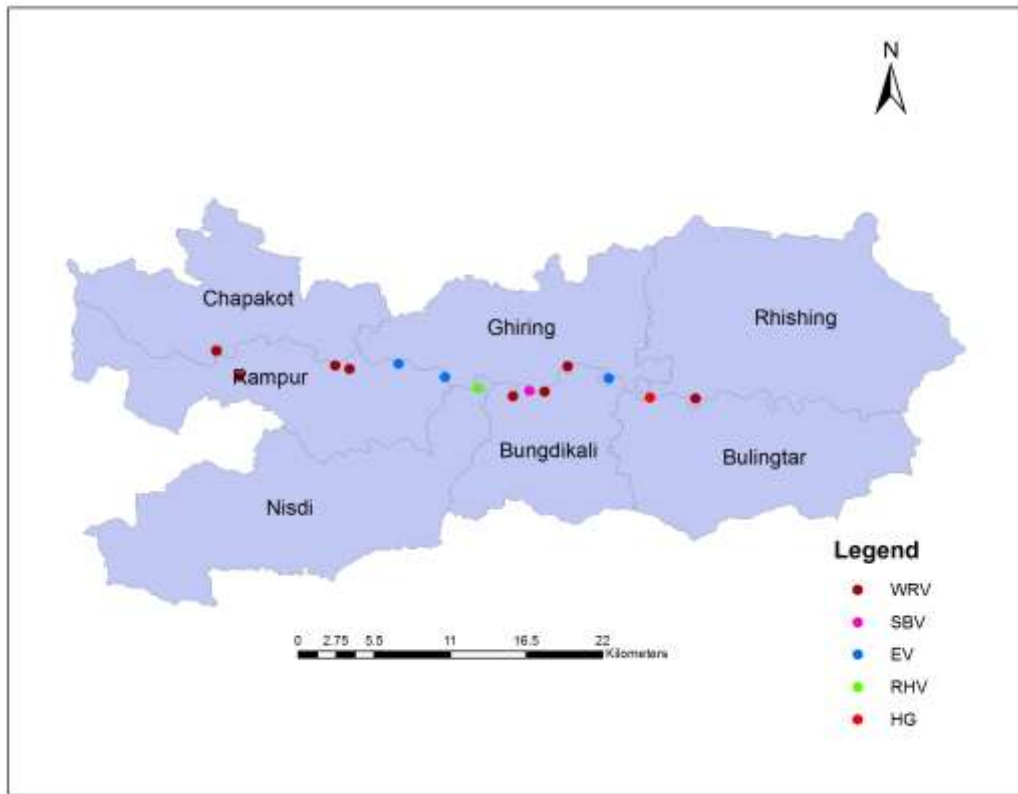 N
Chapakot
Ghiring
Rhishing
Rampur
Bungdikali
Bulingtar
Nisdi
Legend
WRV
SBV
EV
RHV
HG
0 2.75 5.5 11 16.5 22
Kilometers